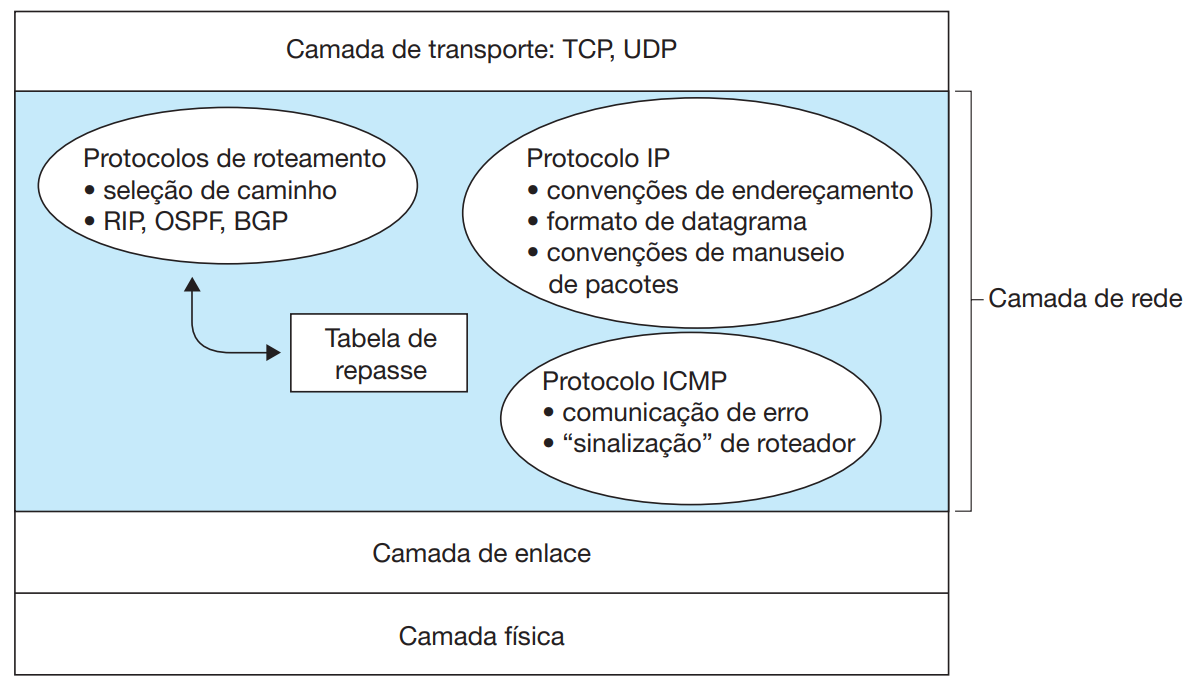 Camada de transporte: TCP, UDP
Protocolos de roteamento
• seleção de caminho
• RIP, OSPF, BGP
Protocolo IP
• convenções de endereçamento
• formato de datagrama
• convenções de manuseio
de pacotes
Tabela de
repasse
Protocolo ICMP
• comunicação de erro
• “sinalização” de roteador
Camada de rede
Camada de enlace
Camada física